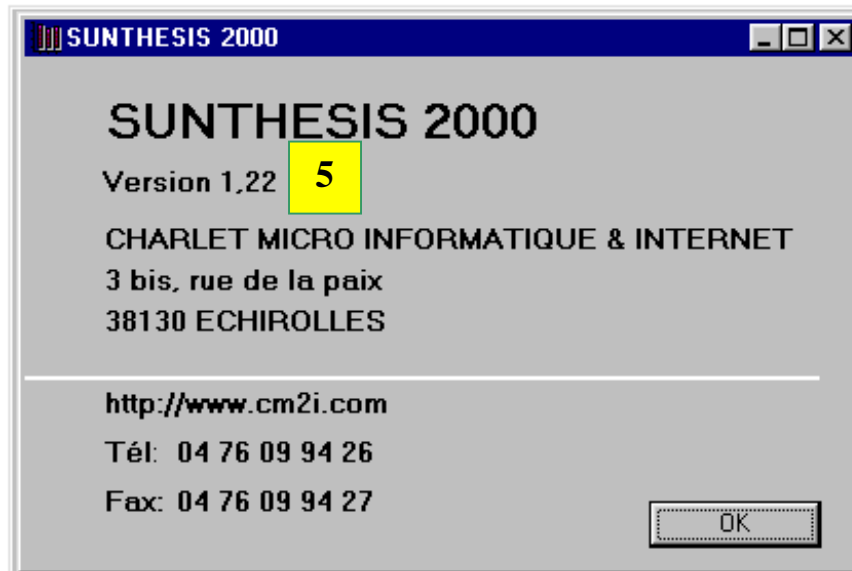 SUNTHESIS 2000
SUNTHESIS 2000
Version 1,22 5
CHARLET MICRO INFORMATIQUE & INTERNET
3 bis, rue de la paix
38130 ECHIROLLES
http://www.cm2i.com
Tél: 04 76 09 94 26
Fax: 04 76 09 94 27
OK